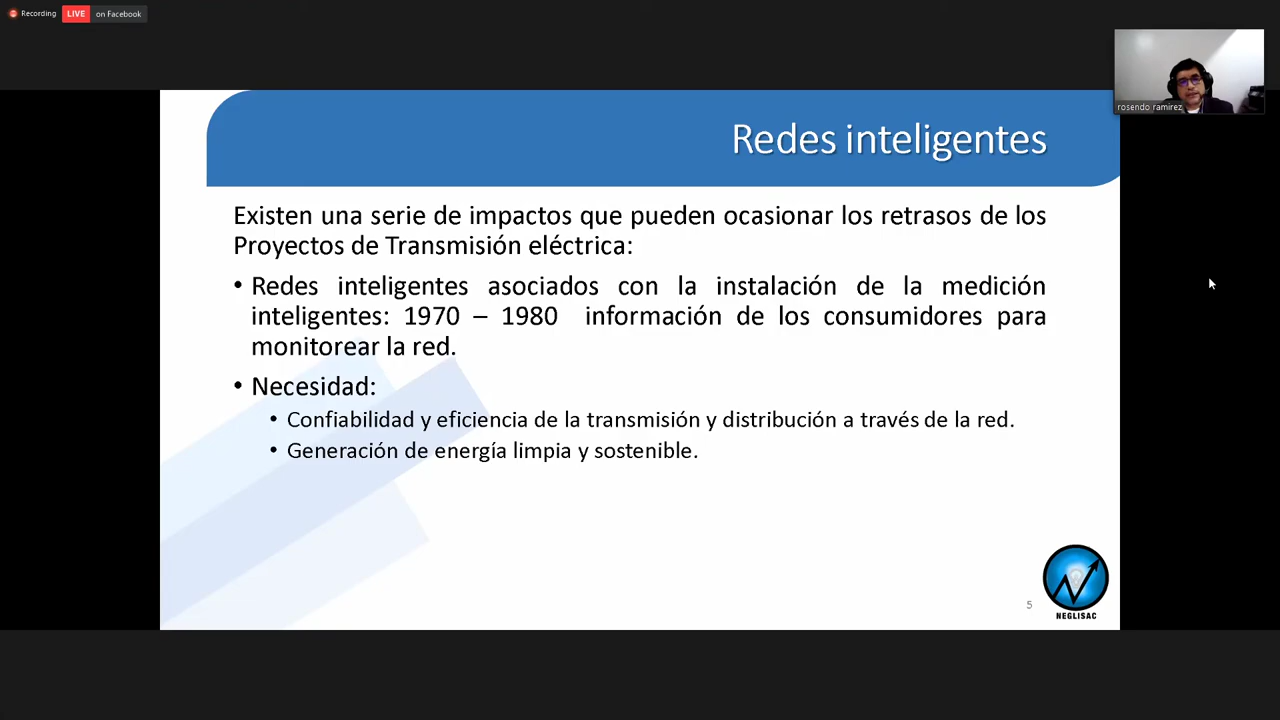 Recording LIVE on Facebook
rosendo ramirez
Redes inteligentes
Existen una serie de impactos que pueden ocasionar los retrasos de los
Proyectos de Transmisión eléctrica:
• Redes inteligentes asociados con la instalación de la medición
inteligentes: 1970 – 1980 información de los consumidores para
monitorear la red.
• Necesidad:
• Confiabilidad y eficiencia de la transmisión y distribución a través de la red.
• Generación de energía limpia y sostenible.
5
NEGLISAC